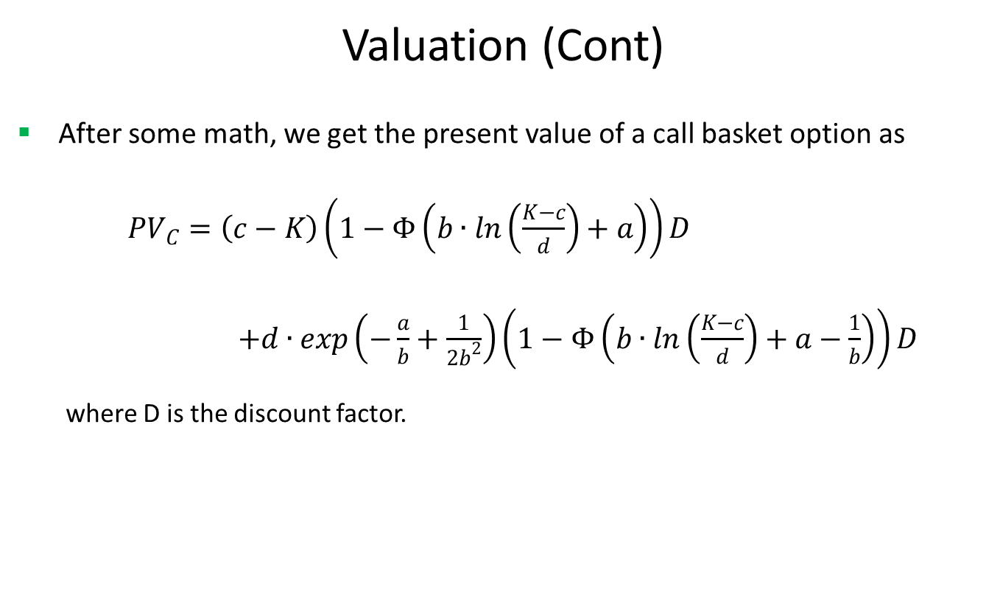 Valuation (Cont)
▪ After some math, we get the present value of a call basket option as
$PV_C = (c - K)\left(1 - \Phi\left(b \cdot ln\left(\frac{K-c}{d}\right) + a\right)\right)D$
$+d \cdot exp\left(-\frac{a}{b} + \frac{1}{2b^2}\right)\left(1 - \Phi\left(b \cdot ln\left(\frac{K-c}{d}\right) + a - \frac{1}{b}\right)\right)D$
where D is the discount factor.